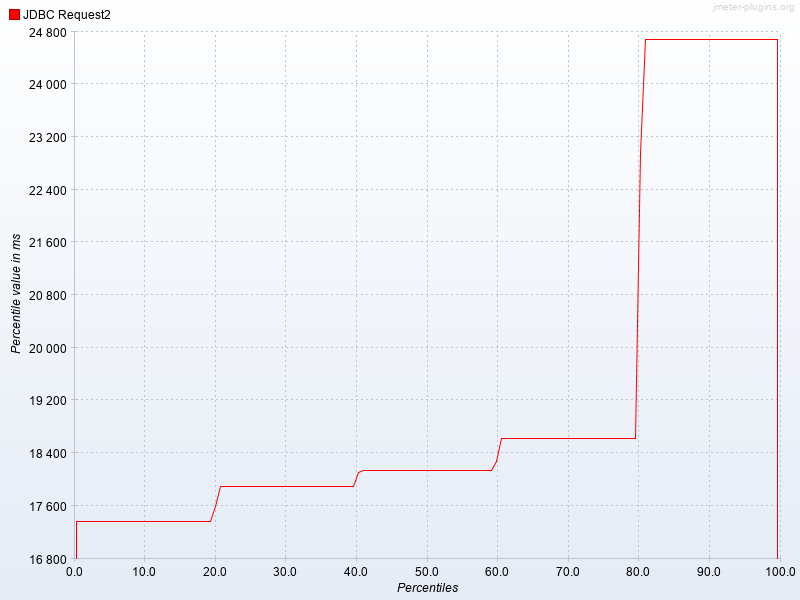 jmeter-plugins.org
JDBC Request2
24 800
24 000
23 200
22 400
21 600
20 800
20 000
19 200
18 400
17 600
16 800
Percentile value in ms
0.0 10.0 20.0 30.0 40.0 50.0 60.0 70.0 80.0 90.0 100.0
Percentiles